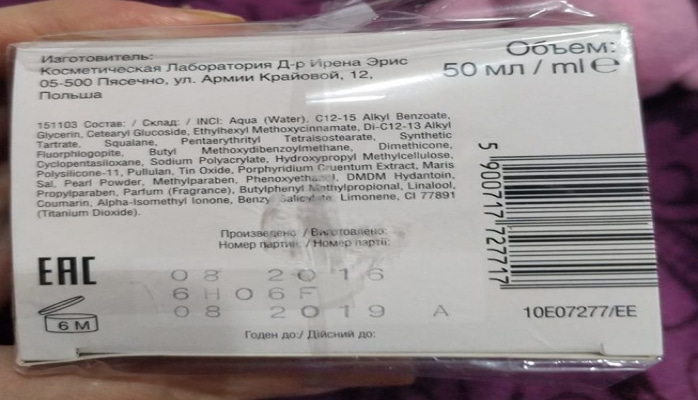 Изготовитель:
Косметическая Лаборатория Д-р Ирена Эрис
05-500 Пясечно, ул. Армии Крайовой, 12,
Польша
Объем:
50 мл / ml e
151103 Состав: / Склад: / INCI: Aqua (Water), C12-15 Alkyl Benzoate,
Glycerin, Cetearyl Glucoside, Ethylhexyl Methoxycinnamate, Di-C12-13 Alkyl
Tartrate, Squalane, Pentaerythrityl Tetraisostearate, Synthetic
Fluorphlogopite, Butyl Methoxydibenzoylmethane, Dimethicone,
Cyclopentasiloxane, Sodium Polyacrylate, Hydroxypropyl Methylcellulose,
Polysilicone-11, Pullulan, Tin Oxide, Porphyridium Cruentum Extract, Maris
Sal, Pearl Powder, Methylparaben, Phenoxyethanol, DMDM Hydantoin,
Propylparaben, Parfum (Fragrance), Butylphenyl Methylpropional, Linalool,
Coumarin, Alpha-Isomethyl Ionone, Benzyl Salicylate, Limonene, CI 77891
(Titanium Dioxide).
Произведено / Виготовлено:
Номер партии / Номер партії:
EAC
08 2016
6H06F
08 2019 A
6 M
Годен до:/ Дійсний до:
5 900717 727717
10E07277/EE